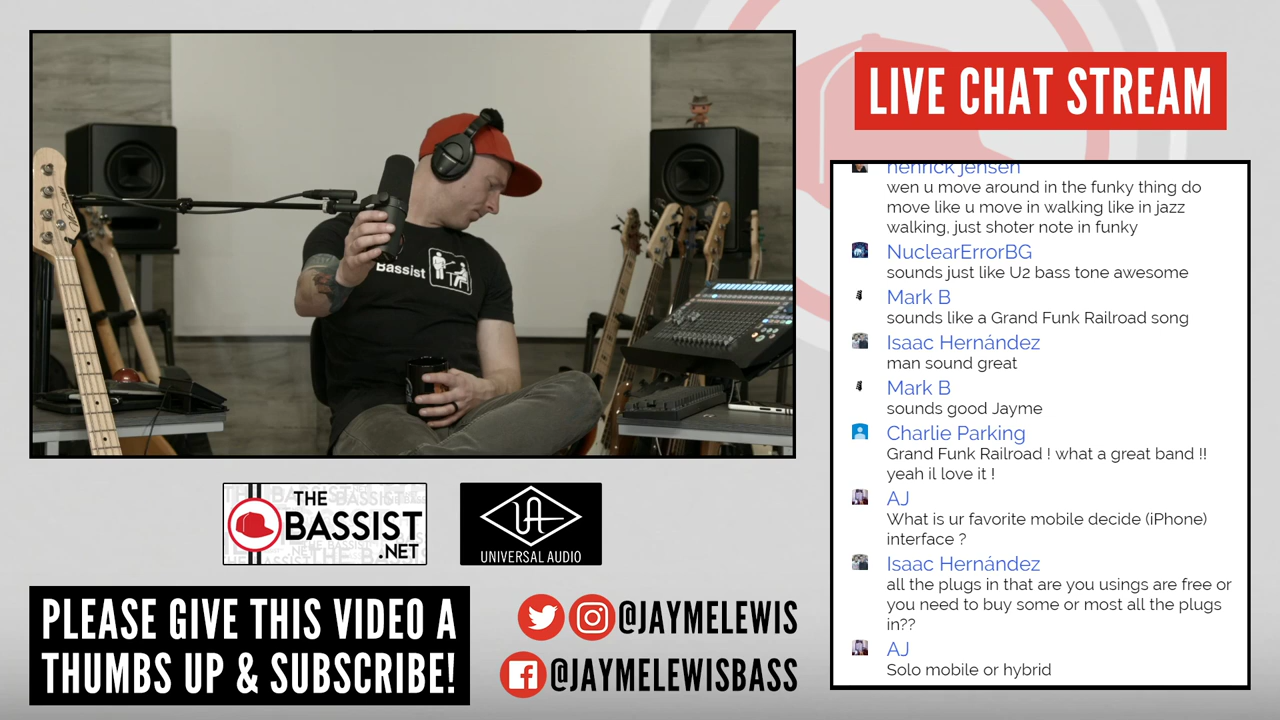 LIVE CHAT STREAM
Bassist
henrick jensen
wen u move around in the funky thing do
move like u move in walking like in jazz
walking, just shoter note in funky
NuclearErrorBG
sounds just like U2 bass tone awesome
Mark B
sounds like a Grand Funk Railroad song
Isaac Hernández
man sound great
Mark B
sounds good Jayme
Charlie Parking
Grand Funk Railroad ! what a great band !!
yeah il love it !
AJ
What is ur favorite mobile decide (iPhone)
interface ?
Isaac Hernández
all the plugs in that are you usings are free or
you need to buy some or most all the plugs
in??
AJ
Solo mobile or hybrid
THE
BASSIST
.NET
UA
UNIVERSAL AUDIO
PLEASE GIVE THIS VIDEO A
THUMBS UP & SUBSCRIBE!
@JAYMELEWIS
@JAYMELEWISBASS